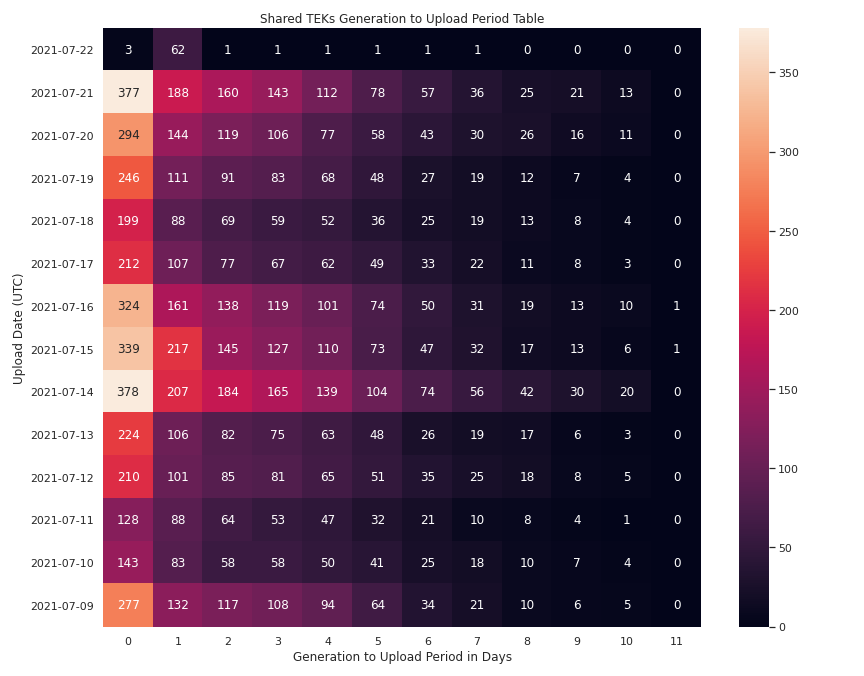 Shared TEKs Generation to Upload Period Table
2021-07-22 3 62 1 1 1 1 1 1 0 0 0 0
2021-07-21 377 188 160 143 112 78 57 36 25 21 13 0
2021-07-20 294 144 119 106 77 58 43 30 26 16 11 0
2021-07-19 246 111 91 83 68 48 27 19 12 7 4 0
2021-07-18 199 88 69 59 52 36 25 19 13 8 4 0
2021-07-17 212 107 77 67 62 49 33 22 11 8 3 0
2021-07-16 324 161 138 119 101 74 50 31 19 13 10 1
2021-07-15 339 217 145 127 110 73 47 32 17 13 6 1
2021-07-14 378 207 184 165 139 104 74 56 42 30 20 0
2021-07-13 224 106 82 75 63 48 26 19 17 6 3 0
2021-07-12 210 101 85 81 65 51 35 25 18 8 5 0
2021-07-11 128 88 64 53 47 32 21 10 8 4 1 0
2021-07-10 143 83 58 58 50 41 25 18 10 7 4 0
2021-07-09 277 132 117 108 94 64 34 21 10 6 5 0
0 1 2 3 4 5 6 7 8 9 10 11
Generation to Upload Period in Days
Upload Date (UTC)
350
300
250
200
150
100
50
0